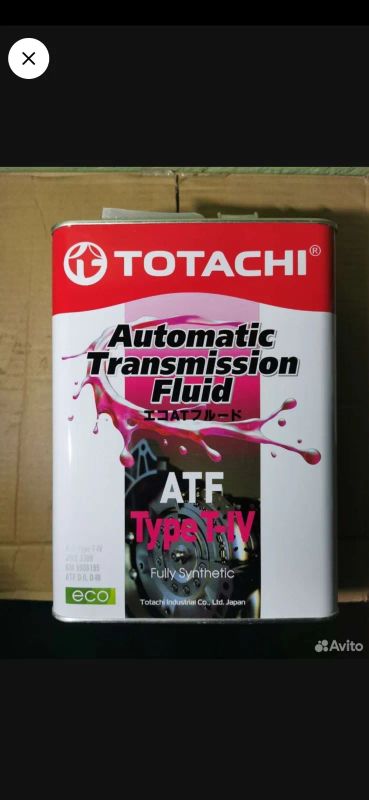 TOTACHI®
Automatic
Transmission
Fluid
エコATフルード
ATF
Type T-IV
Fully Synthetic
Totachi Industrial Co., Ltd. Japan
eco
Avito